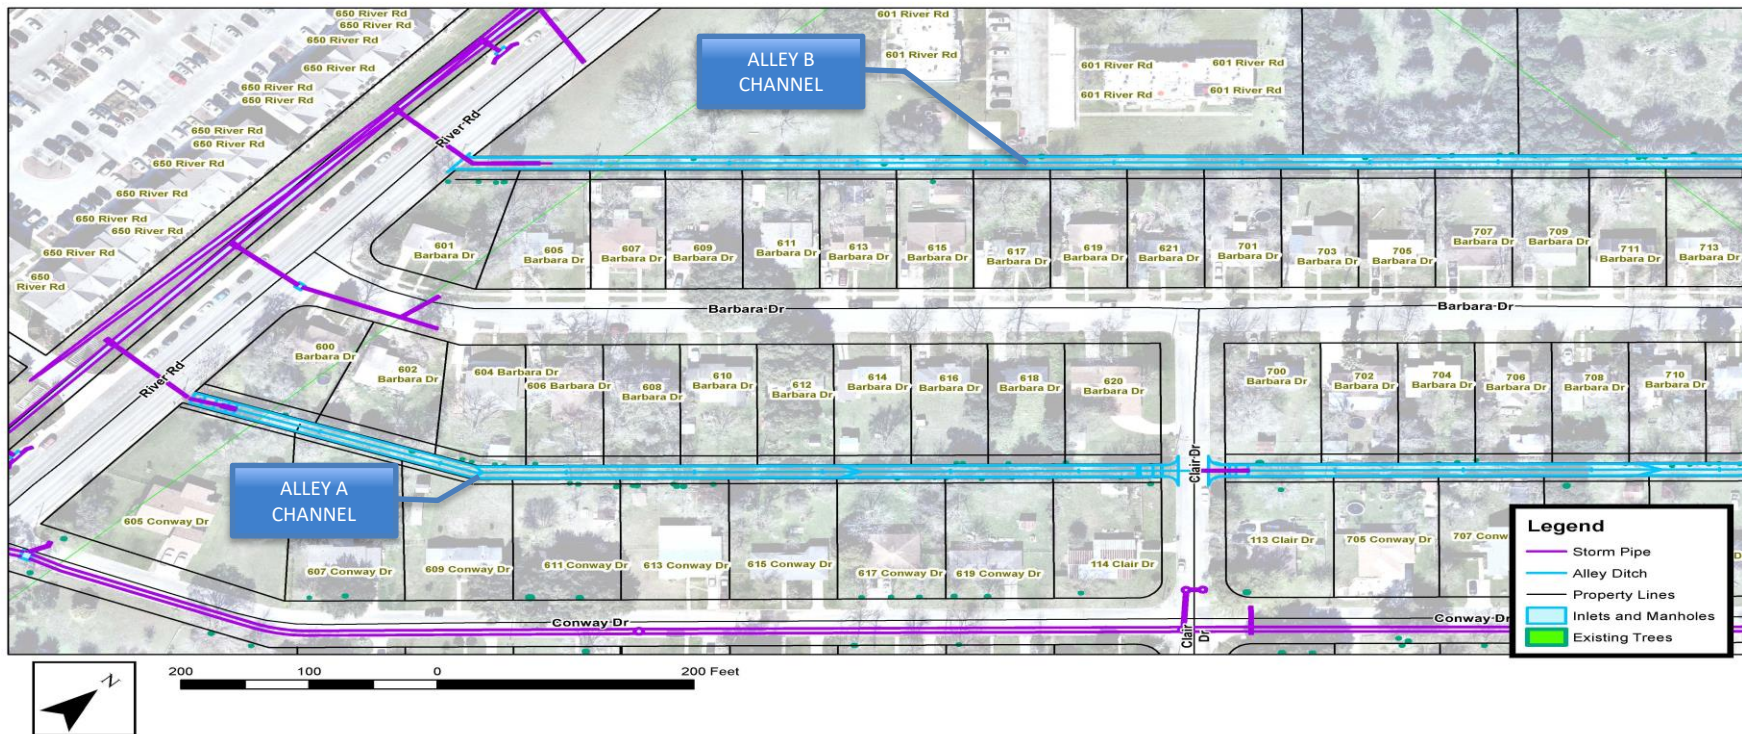 650 River Rd
650 River Rd
650 River Rd
650 River Rd
650 River Rd
650 River Rd
650 River Rd
650 River Rd
650 River Rd
650 River Rd
650 River Rd
650 River Rd
650 River Rd
650
River Rd
601 River Rd
601 River Rd
601 River Rd
601 River Rd
601 River Rd
601 River Rd
ALLEY B
CHANNEL
River Rd
601
Barbara Dr
605
Barbara Dr
607
Barbara Dr
609
Barbara Dr
611
Barbara Dr
613
Barbara Dr
615
Barbara Dr
617
Barbara Dr
619
Barbara Dr
621
Barbara Dr
701
Barbara Dr
703
Barbara Dr
705
Barbara Dr
707
Barbara Dr
709
Barbara Dr
711
Barbara Dr
713
Barbara Dr
Barbara Dr
Barbara Dr
600
Barbara Dr
602
Barbara Dr
604 Barbara Dr
606 Barbara Dr
608
Barbara Dr
610
Barbara Dr
612
Barbara Dr
614
Barbara Dr
616
Barbara Dr
618
Barbara Dr
620
Barbara Dr
700
Barbara Dr
702
Barbara Dr
704
Barbara Dr
706
Barbara Dr
708
Barbara Dr
710
Barbara Dr
River Rd
Clair Dr
ALLEY A
CHANNEL
605 Conway Dr
607 Conway Dr
609 Conway Dr
611 Conway Dr
613 Conway Dr
615 Conway Dr
617 Conway Dr
619 Conway Dr
114 Clair Dr
113 Clair Dr
705 Conway Dr
707 Conw
Conway Dr
Conway Dr
Clair
Dr
Legend
Storm Pipe
Alley Ditch
Property Lines
Inlets and Manholes
Existing Trees
N
200 100 0 200 Feet